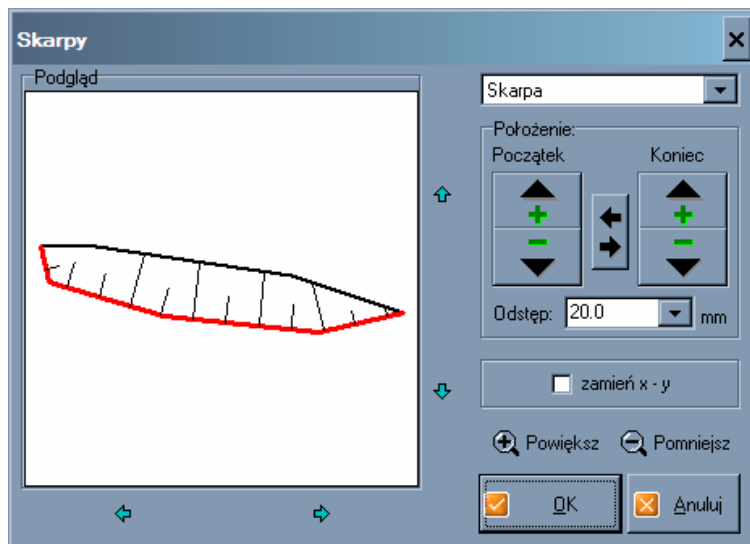 Skarpy
Podgląd
Skarpa
Położenie:
Początek Koniec
Odstęp: 20.0 mm
zamień x - y
Powiększ Pomniejsz
OK Anuluj